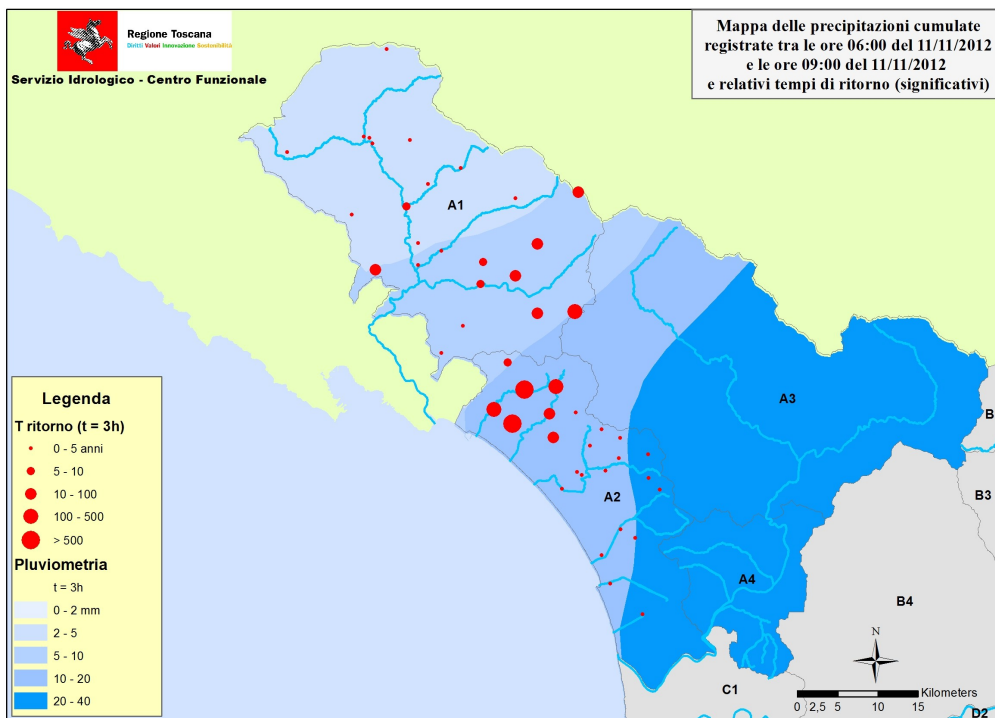 Regione Toscana
Diritti Valori Innovazione Sostenibilità
Servizio Idrologico - Centro Funzionale
Mappa delle precipitazioni cumulate
registrate tra le ore 06:00 del 11/11/2012
e le ore 09:00 del 11/11/2012
e relativi tempi di ritorno (significativi)
A1
A3
B
B3
A2
A4
B4
C1
D2
Legenda
T ritorno (t = 3h)
0 - 5 anni
5 - 10
10 - 100
100 - 500
> 500
Pluviometria
t = 3h
0 - 2 mm
2 - 5
5 - 10
10 - 20
20 - 40
N
Kilometers
0 2,5 5 10 15